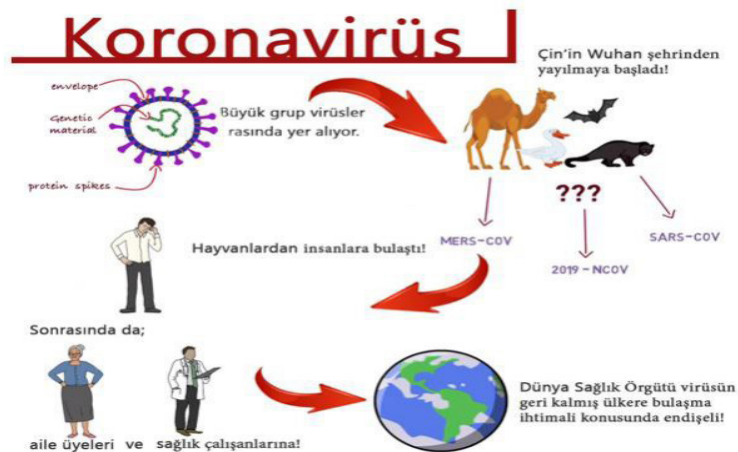 Koronavirüs
envelope
Genetic
material
protein spikes
Büyük grup virüsler
rasında yer alıyor.
Çin'in Wuhan şehrinden
yayılmaya başladı!
???
MERS-COV
2019-NCOV
SARS-COV
Hayvanlardan insanlara bulaştı!
Sonrasında da;
aile üyeleri ve sağlık çalışanlarına!
Dünya Sağlık Örgütü virüsün
geri kalmış ülkere bulaşma
ihtimali konusunda endişeli!